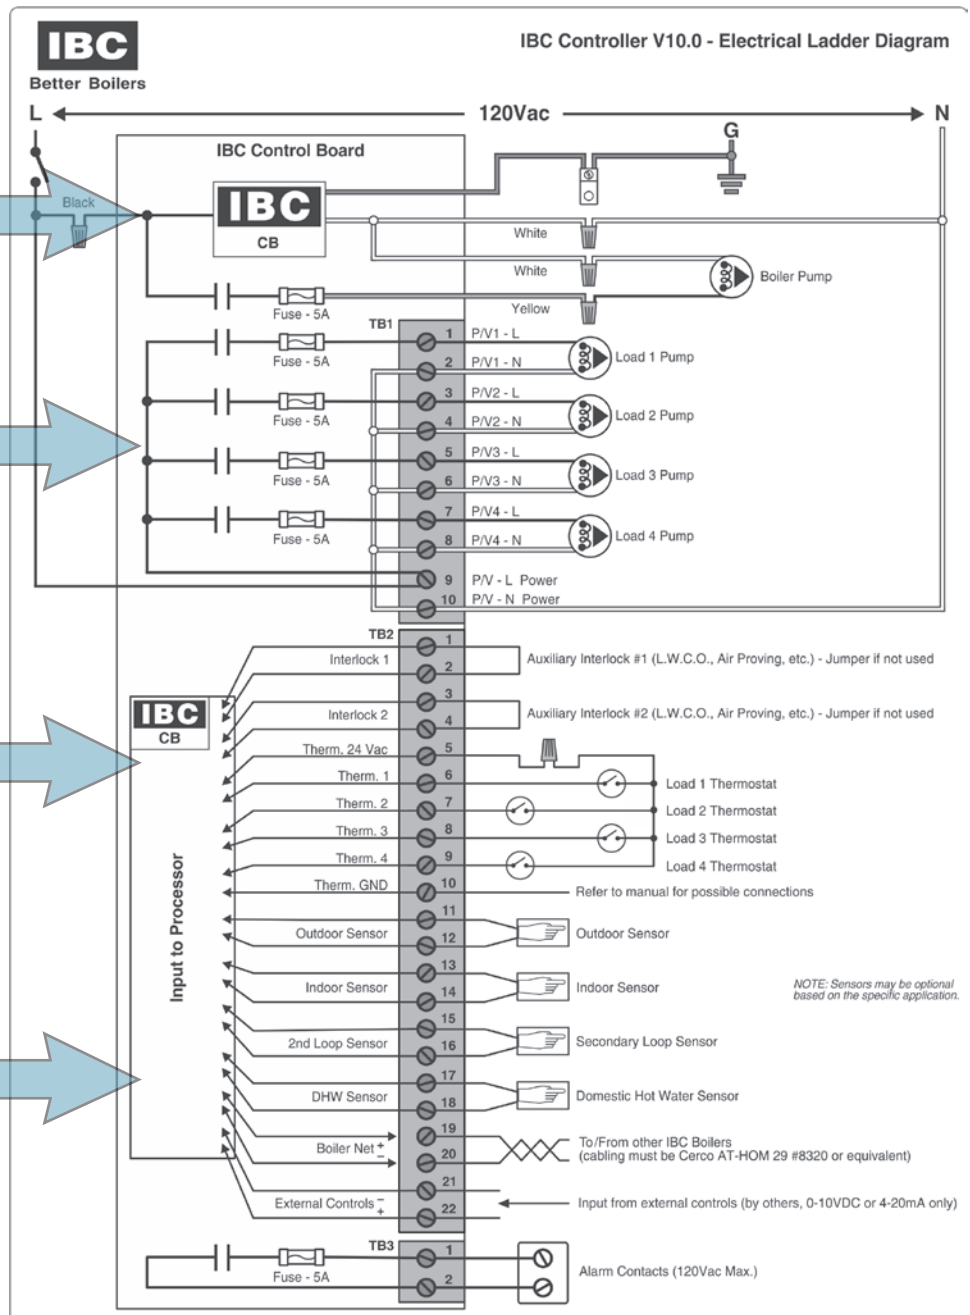 IBC
Better Boilers
IBC Controller V10.0 - Electrical Ladder Diagram
L
120Vac
N
IBC Control Board
G
Black
IBC
CB
White
White
Boiler Pump
Yellow
Fuse - 5A
TB1
1 P/V1 - L
Fuse - 5A
Load 1 Pump
2 P/V1 - N
3 P/V2 - L
Fuse - 5A
Load 2 Pump
4 P/V2 - N
5 P/V3 - L
Fuse - 5A
Load 3 Pump
6 P/V3 - N
7 P/V4 - L
Fuse - 5A
Load 4 Pump
8 P/V4 - N
9 P/V - L Power
10 P/V - N Power
TB2
1
Interlock 1
Auxiliary Interlock #1 (L.W.C.O., Air Proving, etc.) - Jumper if not used
2
3
Interlock 2
Auxiliary Interlock #2 (L.W.C.O., Air Proving, etc.) - Jumper if not used
4
IBC
CB
Input to Processor
Therm. 24 Vac 5
Therm. 1 6 Load 1 Thermostat
Therm. 2 7 Load 2 Thermostat
Therm. 3 8 Load 3 Thermostat
Therm. 4 9 Load 4 Thermostat
Therm. GND 10 Refer to manual for possible connections
11
Outdoor Sensor Outdoor Sensor
12
13
Indoor Sensor Indoor Sensor
14
NOTE: Sensors may be optional
based on the specific application.
15
2nd Loop Sensor Secondary Loop Sensor
16
17
DHW Sensor Domestic Hot Water Sensor
18
19
Boiler Net + -
To/From other IBC Boilers
(cabling must be Cerco AT-HOM 29 #8320 or equivalent)
20
21
External Controls - +
Input from external controls (by others, 0-10VDC or 4-20mA only)
22
TB3
1
Fuse - 5A
Alarm Contacts (120Vac Max.)
2